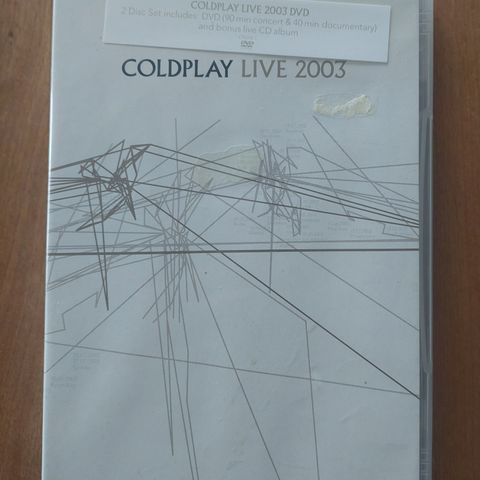 COLDPLAY LIVE 2003 DVD
2 Disc Set includes: DVD (90 min concert & 40 min documentary)
and bonus live CD album
DVD
COLDPLAY LIVE 2003